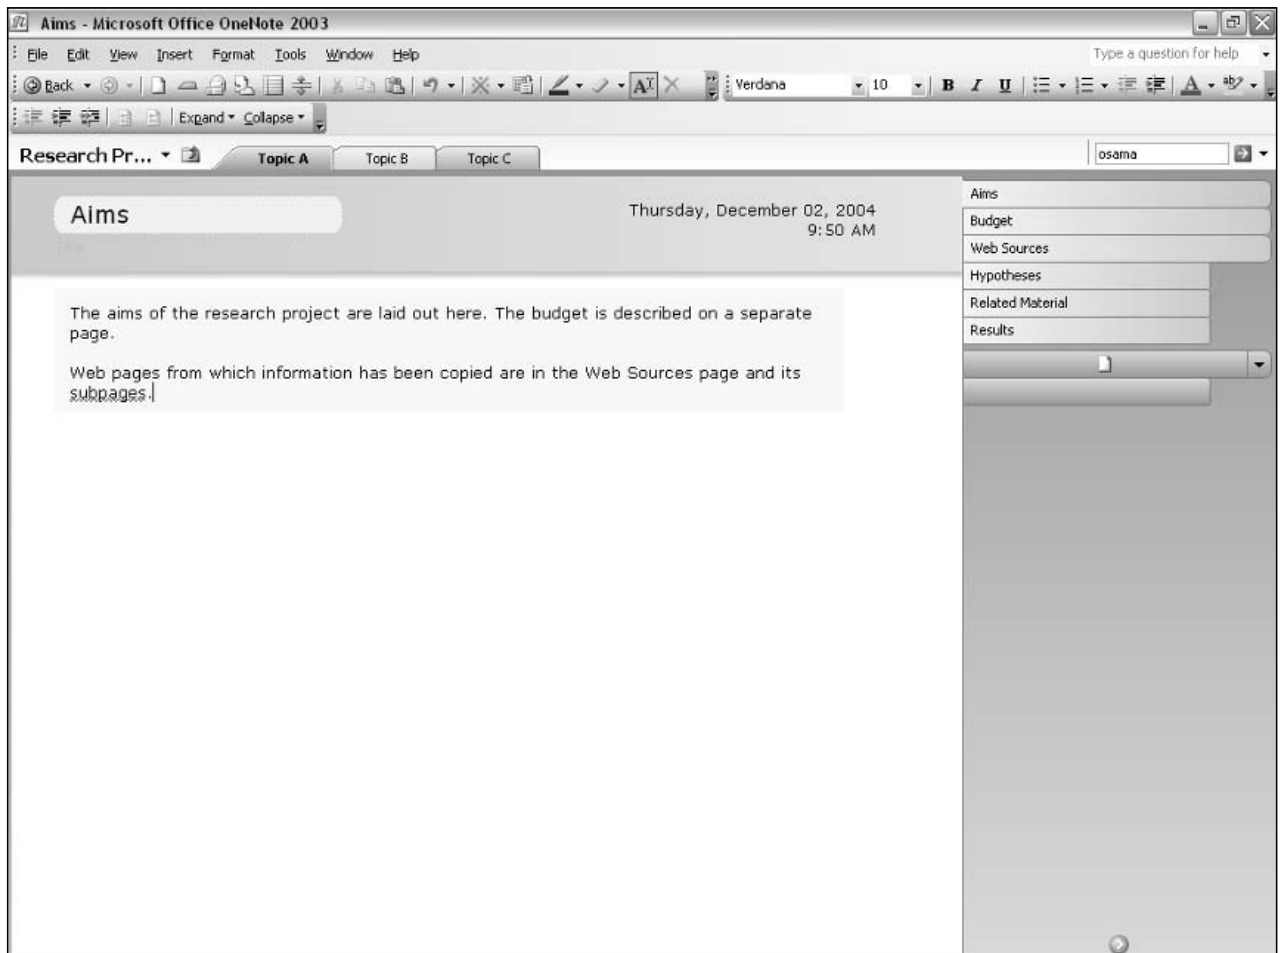 Aims - Microsoft Office OneNote 2003
File Edit View Insert Format Tools Window Help Type a question for help
Back Verdana 10 B I U A ab
Expand Collapse
Research Pr... Topic A Topic B Topic C osama
Aims
Thursday, December 02, 2004
9:50 AM
The aims of the research project are laid out here. The budget is described on a separate
page.
Web pages from which information has been copied are in the Web Sources page and its
subpages.
Aims
Budget
Web Sources
Hypotheses
Related Material
Results